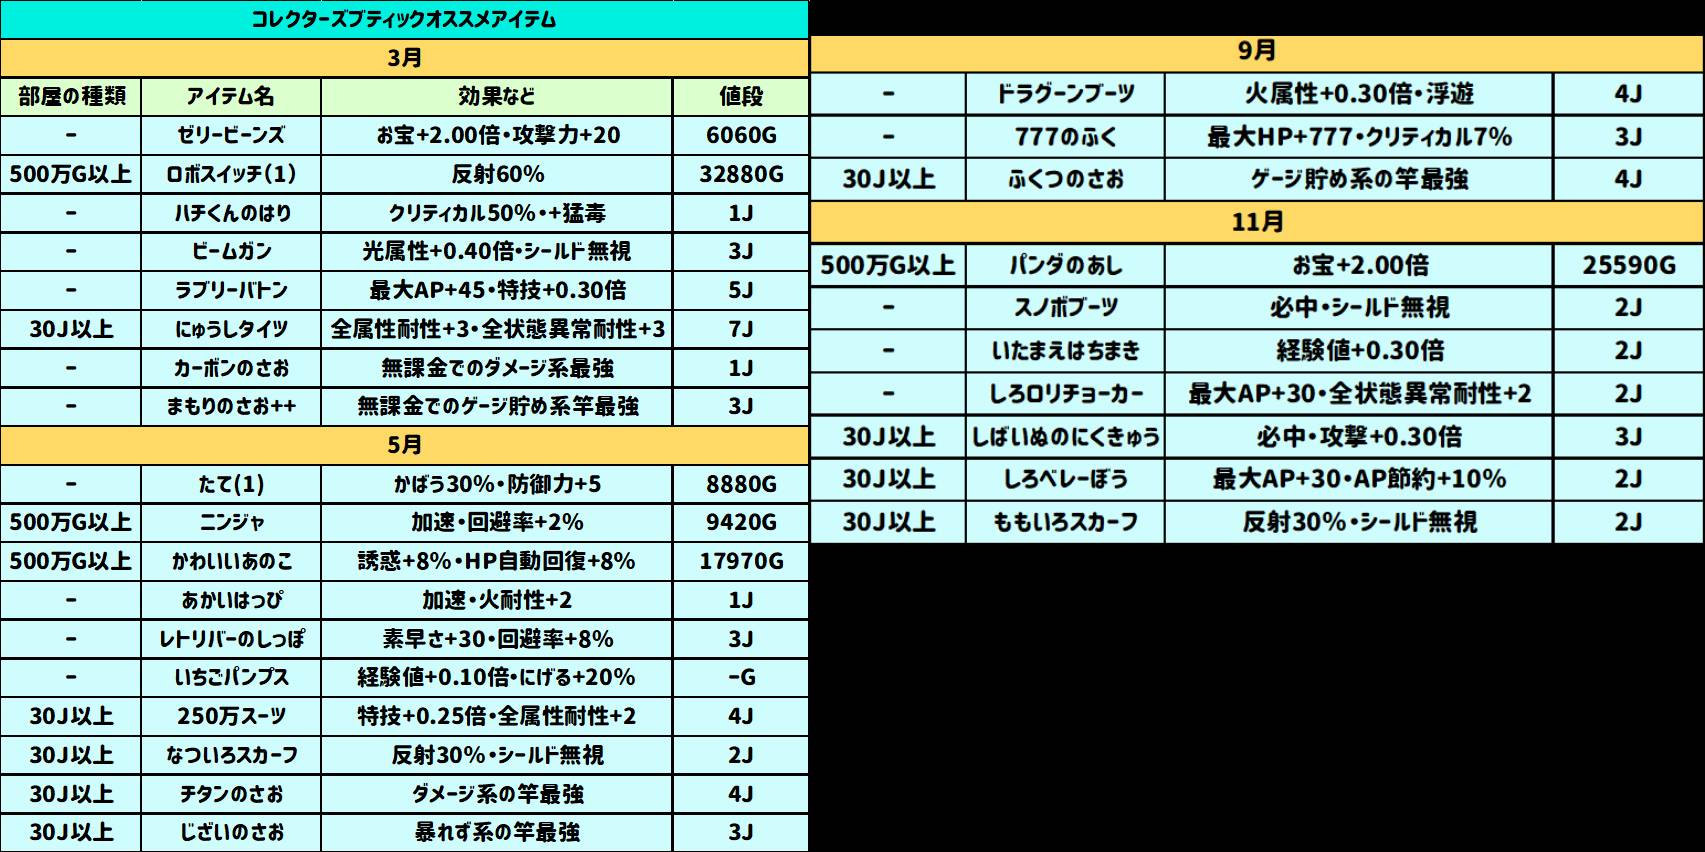 コレクターズブティックオススメアイテム
3月
部屋の種類 アイテム名 効果など 値段
- ゼリービーンズ お宝+2.00倍・攻撃力+20 6060G
500万G以上 ロボスイッチ(1) 反射60% 32880G
- ハチくんのはり クリティカル50%・+猛毒 1J
- ビームガン 光属性+0.40倍・シールド無視 3J
- ラブリーバトン 最大AP+45・特技+0.30倍 5J
30J以上 にゅうしタイツ 全属性耐性+3・全状態異常耐性+3 7J
- カーボンのさお 無課金でのダメージ系最強 1J
- まもりのさお++ 無課金でのゲージ貯め系竿最強 3J
5月
- たて(1) かばう30%・防御力+5 8880G
500万G以上 ニンジャ 加速・回避率+2% 9420G
500万G以上 かわいいあのこ 誘惑+8%・HP自動回復+8% 17970G
- あかいはっぴ 加速・火耐性+2 1J
- レトリバーのしっぽ 素早さ+30・回避率+8% 3J
- いちごパンプス 経験値+0.10倍・にげる+20% -G
30J以上 250万スーツ 特技+0.25倍・全属性耐性+2 4J
30J以上 なついろスカーフ 反射30%・シールド無視 2J
30J以上 チタンのさお ダメージ系の竿最強 4J
30J以上 じざいのさお 暴れず系の竿最強 3J
9月
- ドラグーンブーツ 火属性+0.30倍・浮遊 4J
- 777のふく 最大HP+777・クリティカル7% 3J
30J以上 ふくつのさお ゲージ貯め系の竿最強 4J
11月
500万G以上 パンダのあし お宝+2.00倍 25590G
- スノボブーツ 必中・シールド無視 2J
- いたまえはちまき 経験値+0.30倍 2J
- しろロリチョーカー 最大AP+30・全状態異常耐性+2 2J
30J以上 しばいぬのにくきゅう 必中・攻撃+0.30倍 3J
30J以上 しろベレーぼう 最大AP+30・AP節約+10% 2J
30J以上 ももいろスカーフ 反射30%・シールド無視 2J